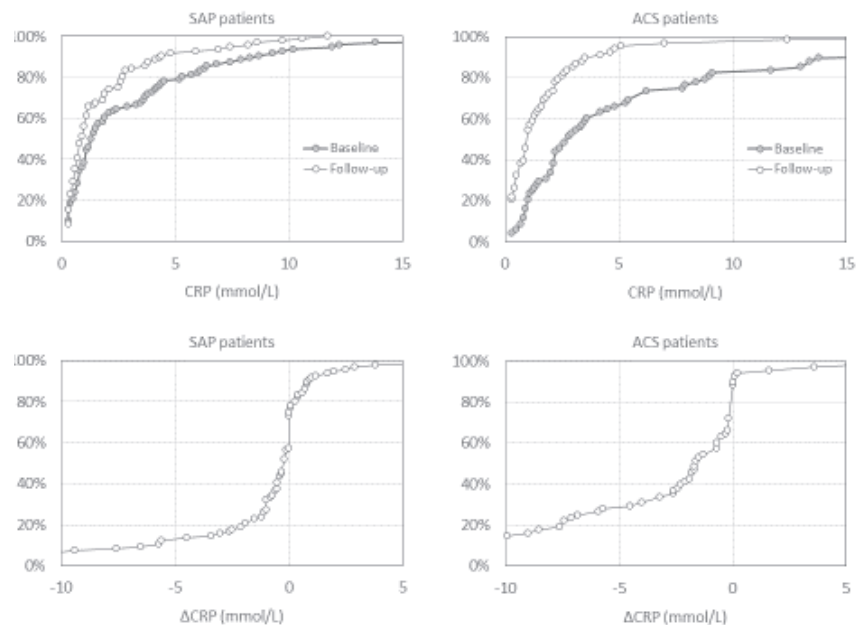 SAP patients
100%
80%
60%
40%
20%
0%
Baseline
Follow-up
0 5 10 15
CRP (mmol/L)
ACS patients
100%
80%
60%
40%
20%
0%
Baseline
Follow-up
0 5 10 15
CRP (mmol/L)
SAP patients
100%
80%
60%
40%
20%
0%
-10 -5 0 5
ΔCRP (mmol/L)
ACS patients
100%
80%
60%
40%
20%
0%
-10 -5 0 5
ΔCRP (mmol/L)